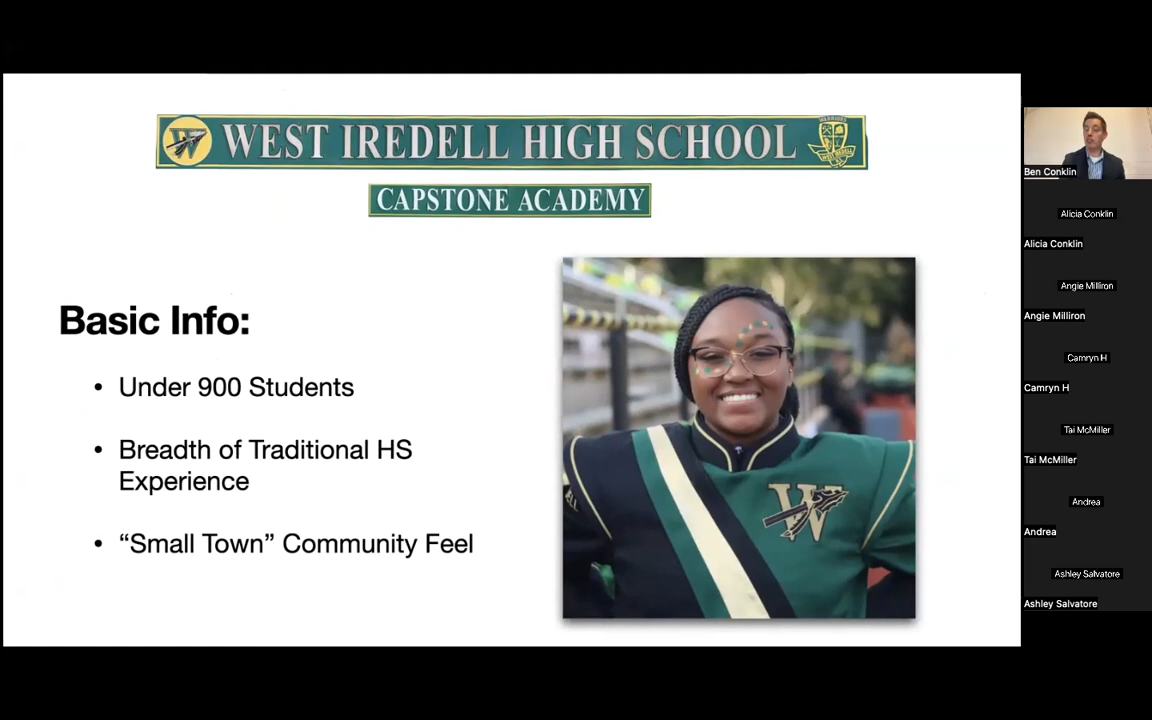 WEST IREDELL HIGH SCHOOL
CAPSTONE ACADEMY
Basic Info:
• Under 900 Students
• Breadth of Traditional HS
Experience
• “Small Town” Community Feel
W
Ben Conklin
Alicia Conklin
Alicia Conklin
Angie Milliron
Angie Milliron
Camryn H
Camryn H
Tai McMiller
Tai McMiller
Andrea
Andrea
Ashley Salvatore
Ashley Salvatore